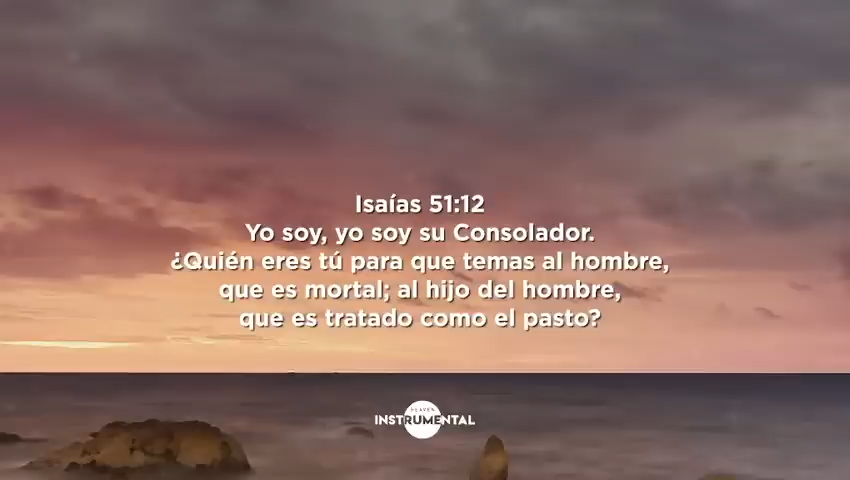 Isaías 51:12
Yo soy, yo soy su Consolador.
¿Quién eres tú para que temas al hombre,
que es mortal; al hijo del hombre,
que es tratado como el pasto?
HEAVEN
INSTRUMENTAL